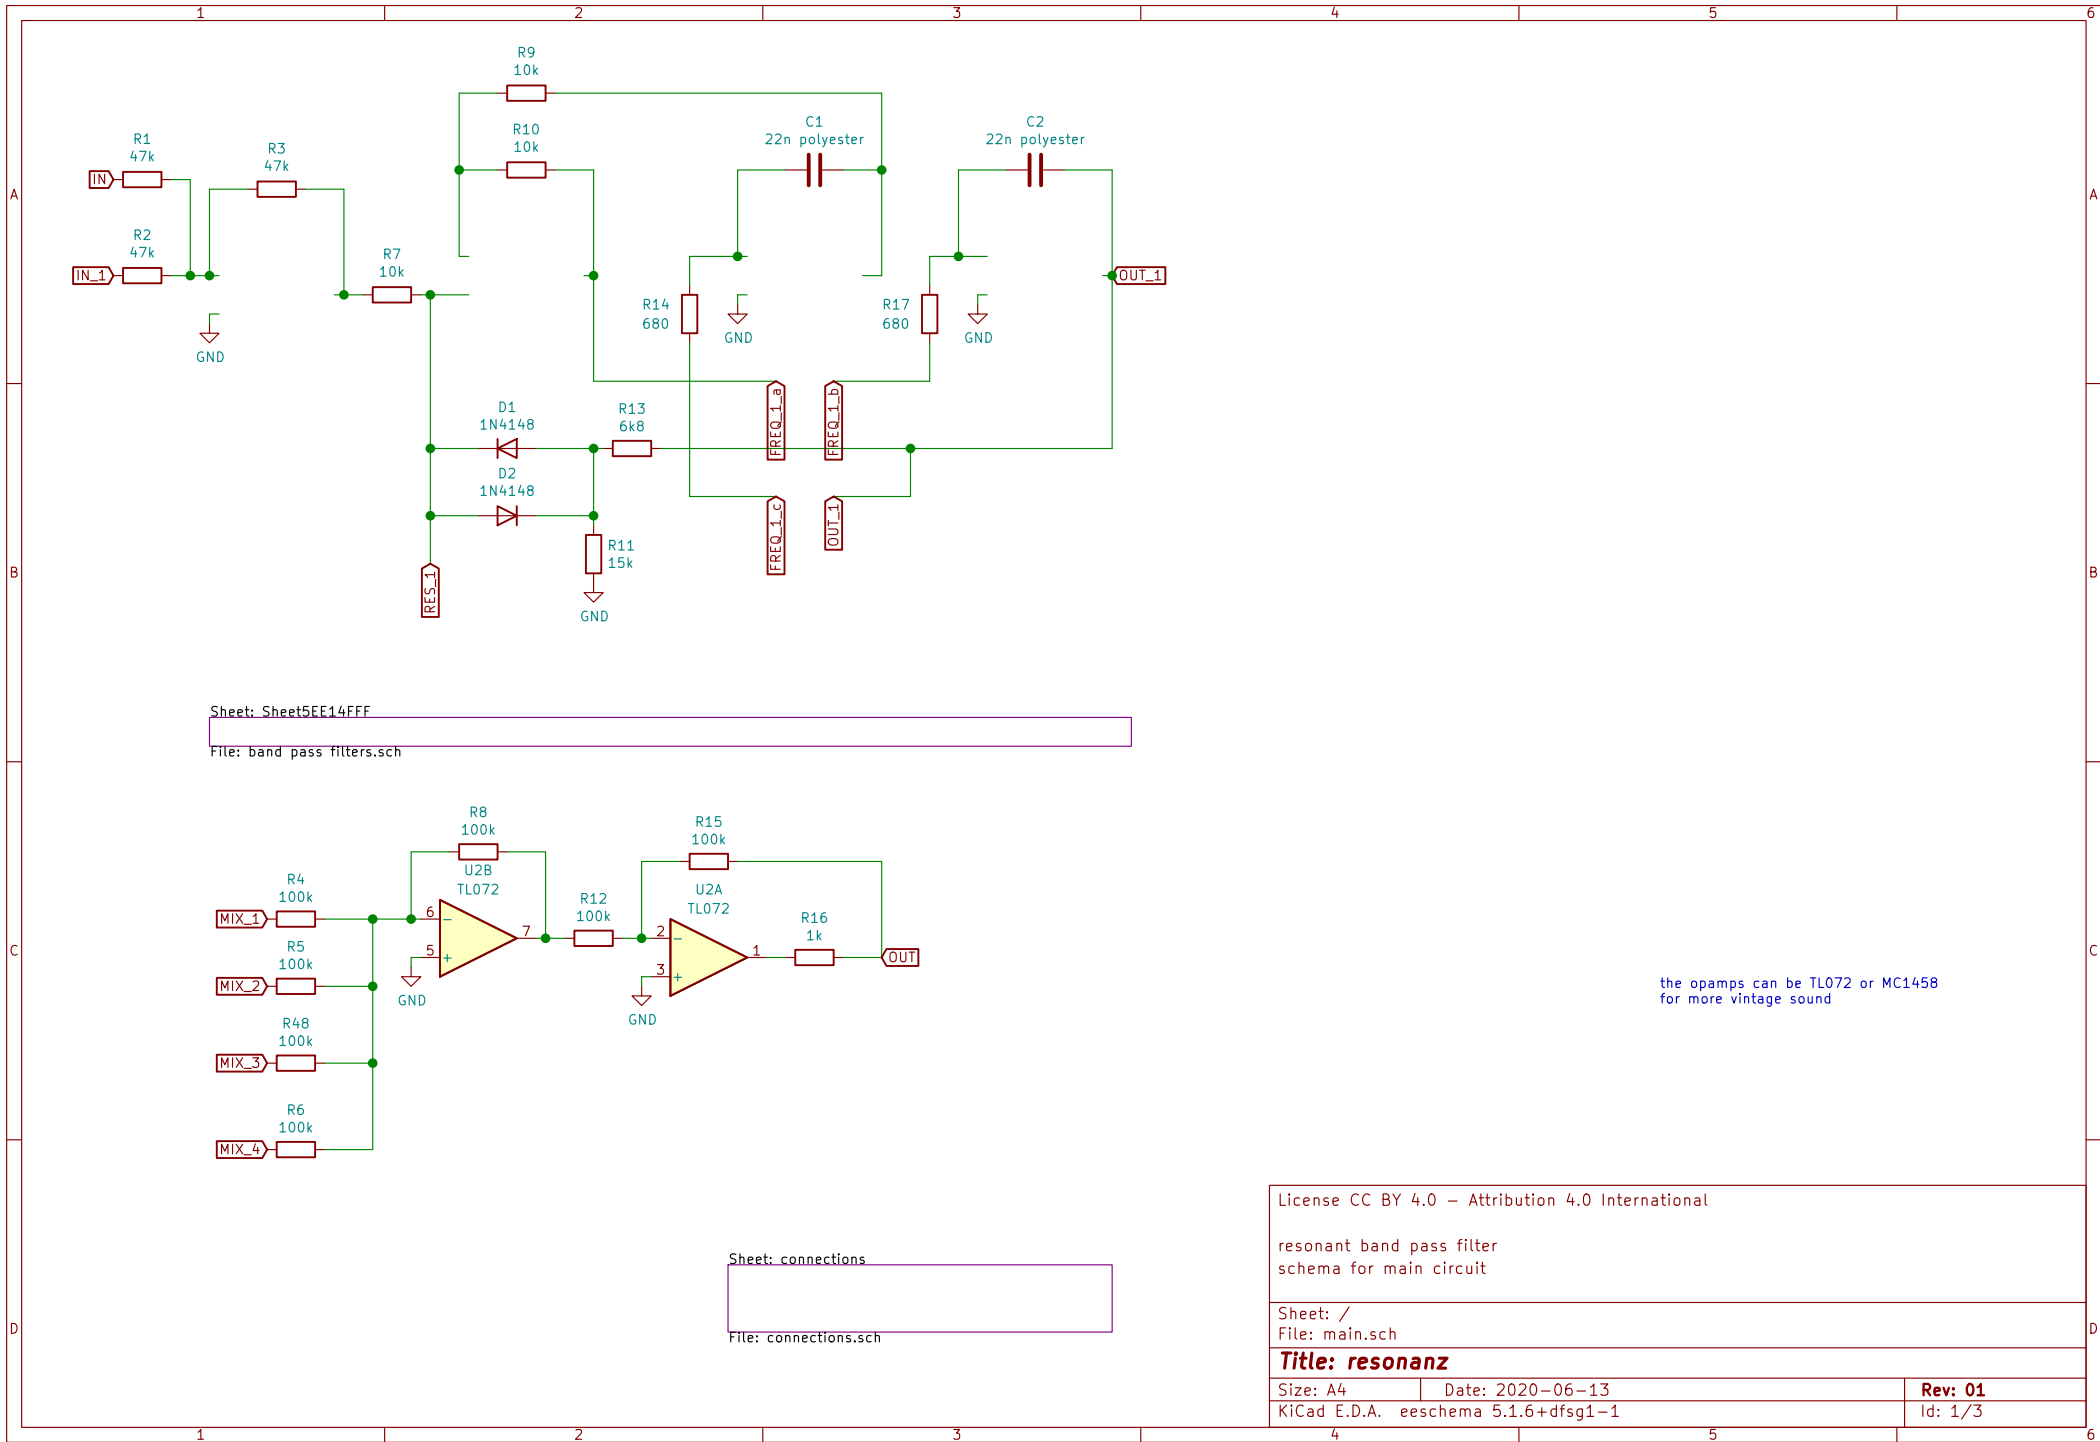 1 2 3 4 5 6
A A
B B
C C
D D
1 2 3 4 5 6
R9
10k
R10
10k
C1
22n polyester
C2
22n polyester
R1
47k
IN
R3
47k
R2
47k
IN_1
R7
10k
GND
R14
680
GND
R17
680
GND
OUT_1
D1
1N4148
R13
6k8
FREQ_1_a
FREQ_1_b
D2
1N4148
FREQ_1_c
OUT_1
R11
15k
GND
RES_1
Sheet: Sheet5EE14FFF
File: band pass filters.sch
R8
100k
U2B
TL072
R15
100k
U2A
TL072
R4
100k
MIX_1
6
-
5
+
7
GND
R12
100k
2
-
3
+
1
GND
R16
1k
OUT
R5
100k
MIX_2
R48
100k
MIX_3
R6
100k
MIX_4
the opamps can be TL072 or MC1458
for more vintage sound
Sheet: connections
File: connections.sch
License CC BY 4.0 - Attribution 4.0 International
resonant band pass filter
schema for main circuit
Sheet: /
File: main.sch
Title: resonanz
Size: A4 Date: 2020-06-13 Rev: 01
KiCad E.D.A. eeschema 5.1.6+dfsg1-1 Id: 1/3